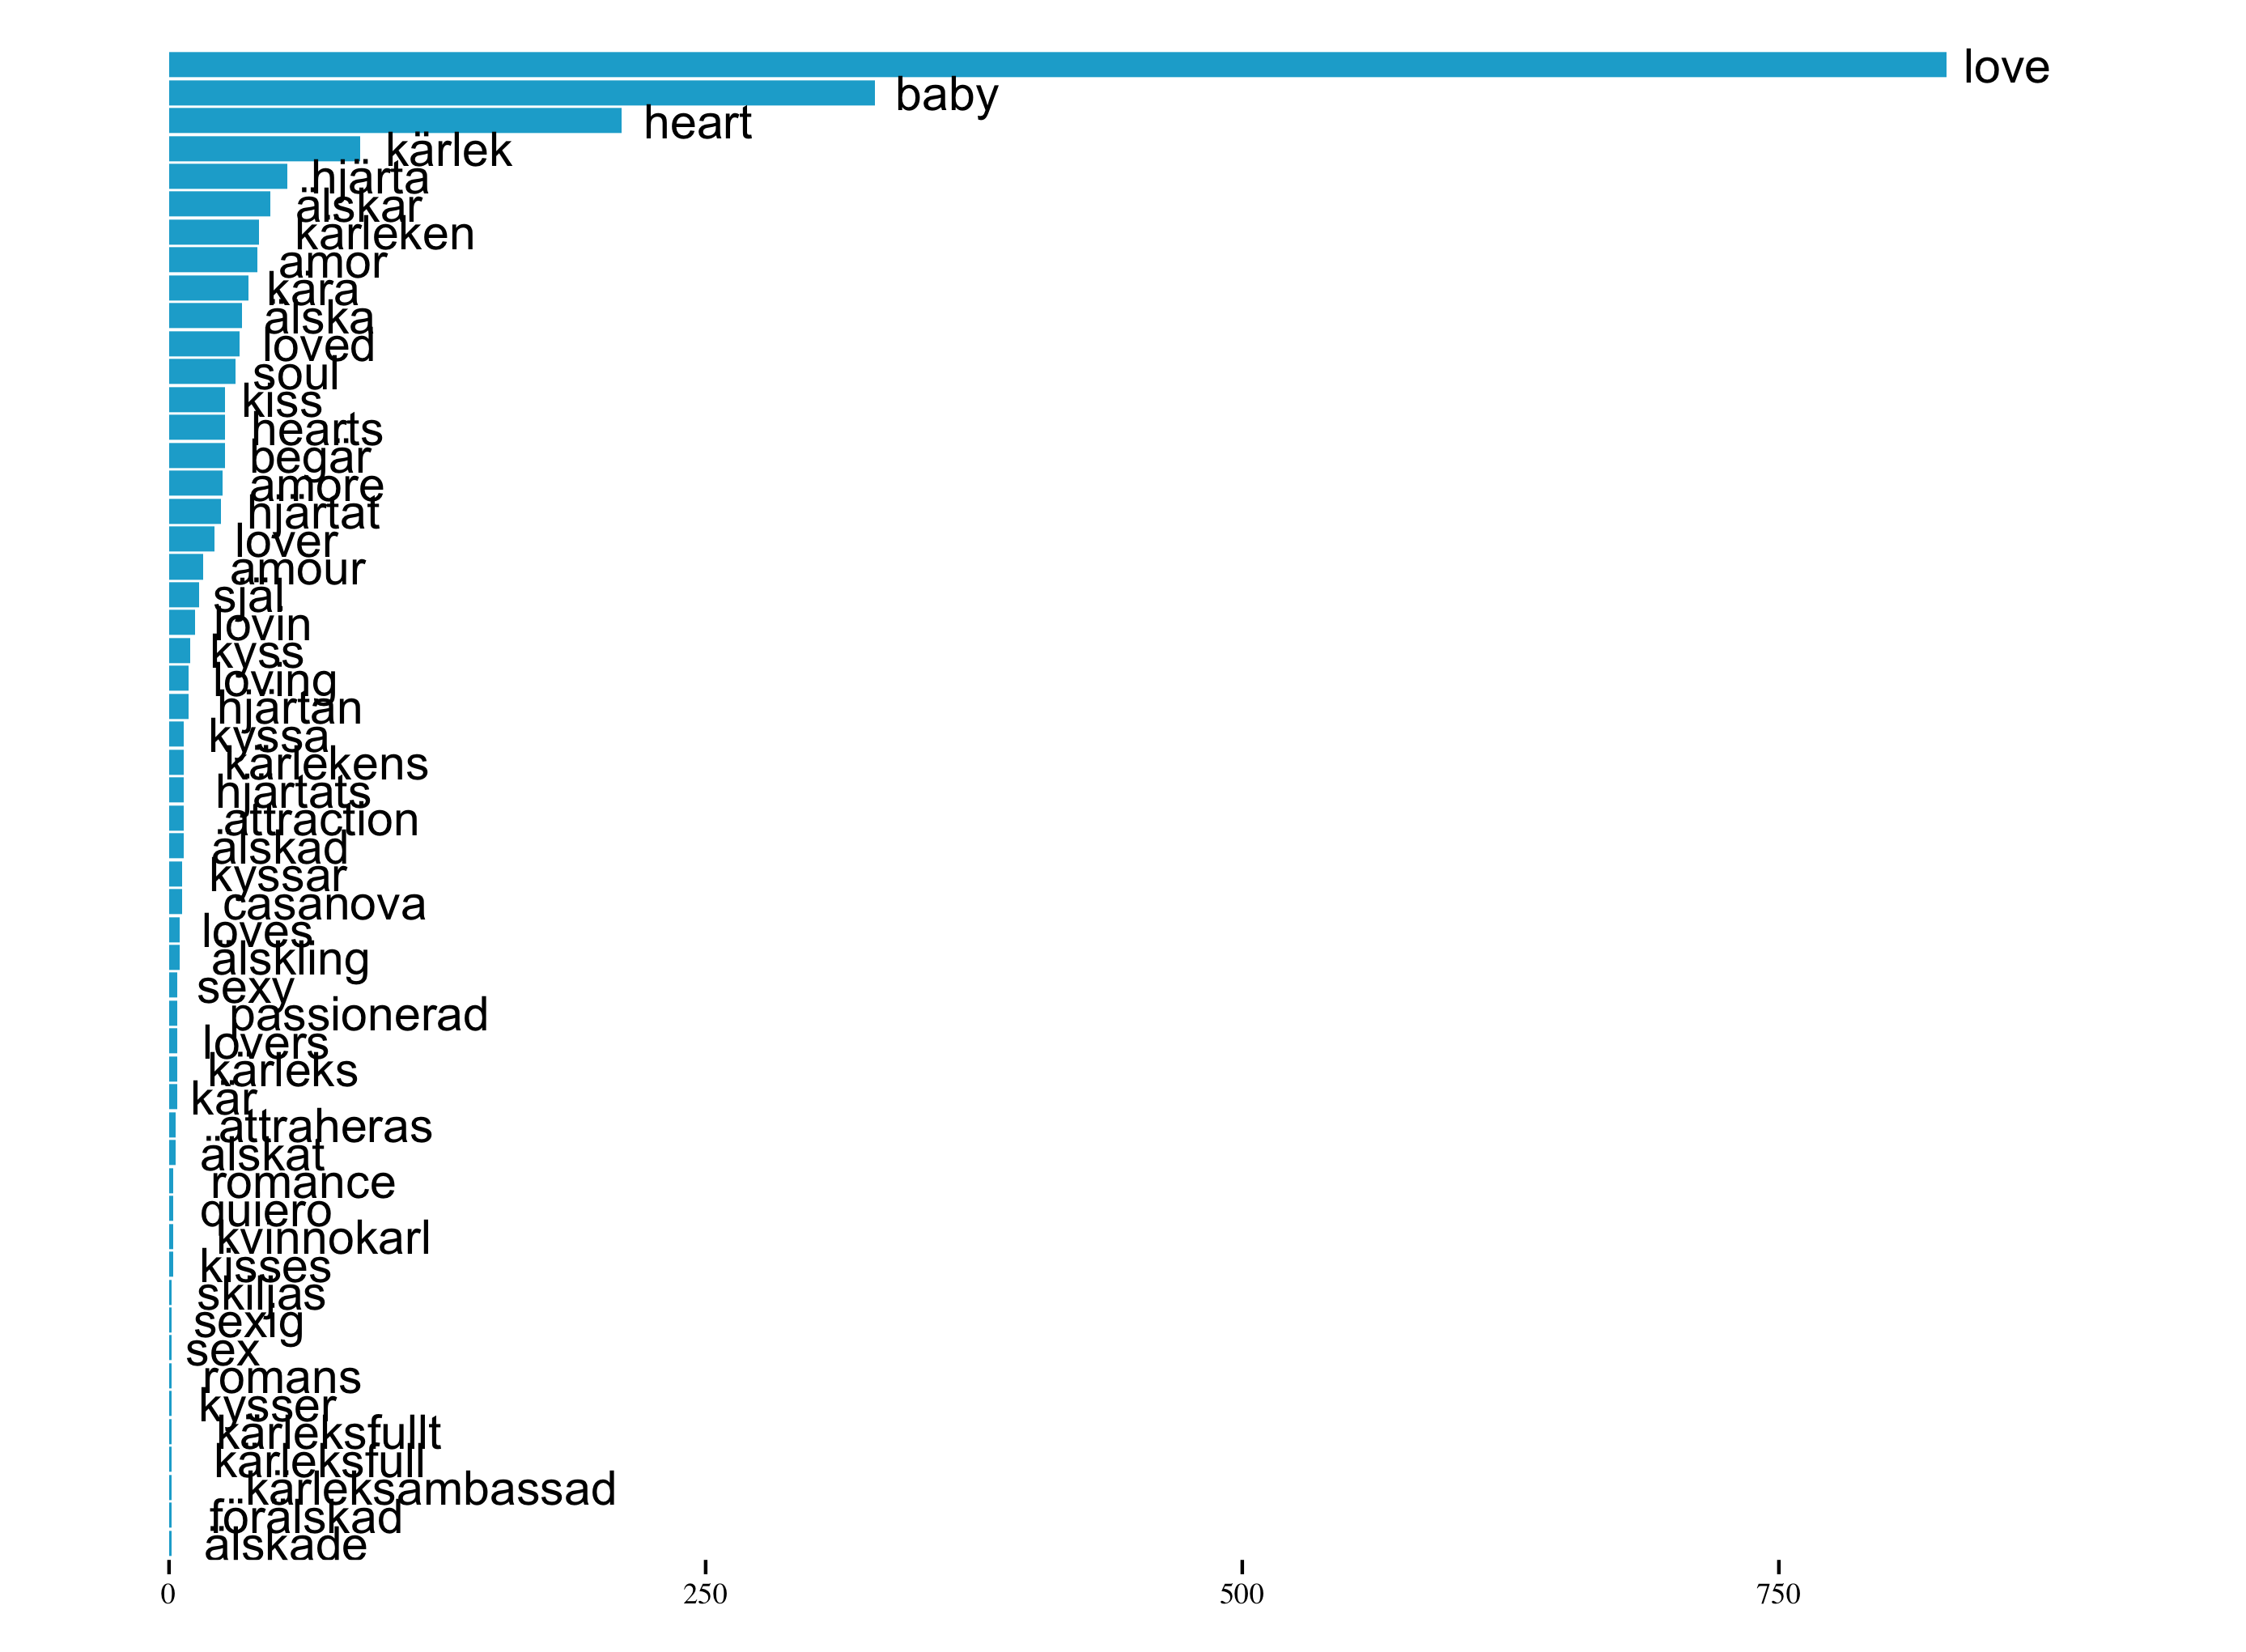 love
baby
heart
kärlek
hjärta
älskar
kärleken
amor
kära
älska
loved
soul
kiss
hearts
begär
amore
hjärtat
lover
amour
själ
lovin
kyss
loving
hjärtan
kyssa
kärlekens
hjärtats
attraction
älskad
kyssar
casanova
loves
älskling
sexy
passionerad
lovers
kärleks
kär
attraheras
älskat
romance
quiero
kvinnokarl
kisses
skiljas
sexig
sex
romans
kysser
kärleksfullt
kärleksfull
kärleksambassad
förälskad
älskade
0 250 500 750